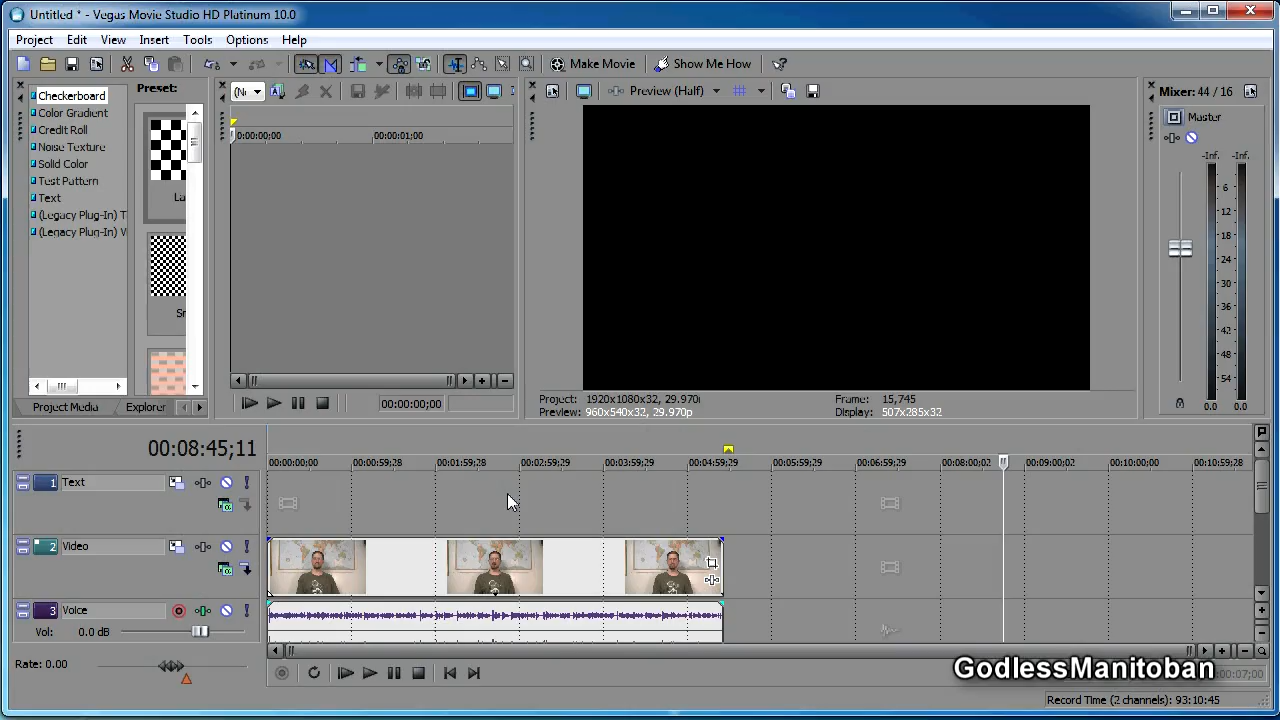 Untitled * - Vegas Movie Studio HD Platinum 10.0
Project Edit View Insert Tools Options Help
Make Movie Show Me How
Checkerboard
Color Gradient
Credit Roll
Noise Texture
Solid Color
Test Pattern
Text
(Legacy Plug-In) T
(Legacy Plug-In) V
Preset:
La
Sr
Project Media Explorer
(N
0:00:00;00 00:00:01;00
00:00:00;00
Preview (Half)
Project: 1920x1080x32, 29.970i
Preview: 960x540x32, 29.970p
Frame: 15,745
Display: 507x285x32
Mixer: 44 / 16
Master
-Inf. -Inf.
6
12
18
24
30
36
42
48
54
0.0 0.0
00:08:45;11
00:00:00;00 00:00:59;28 00:01:59;28 00:02:59;29 00:03:59;29 00:04:59;29 00:05:59;29 00:06:59;29 00:08:00;02 00:09:00;02 00:10:00;02 00:10:59;28
1 Text
2 Video
3 Voice
Vol: 0.0 dB
Rate: 0.00
GodlessManitoban
00:07;00
Record Time (2 channels): 93:10:45